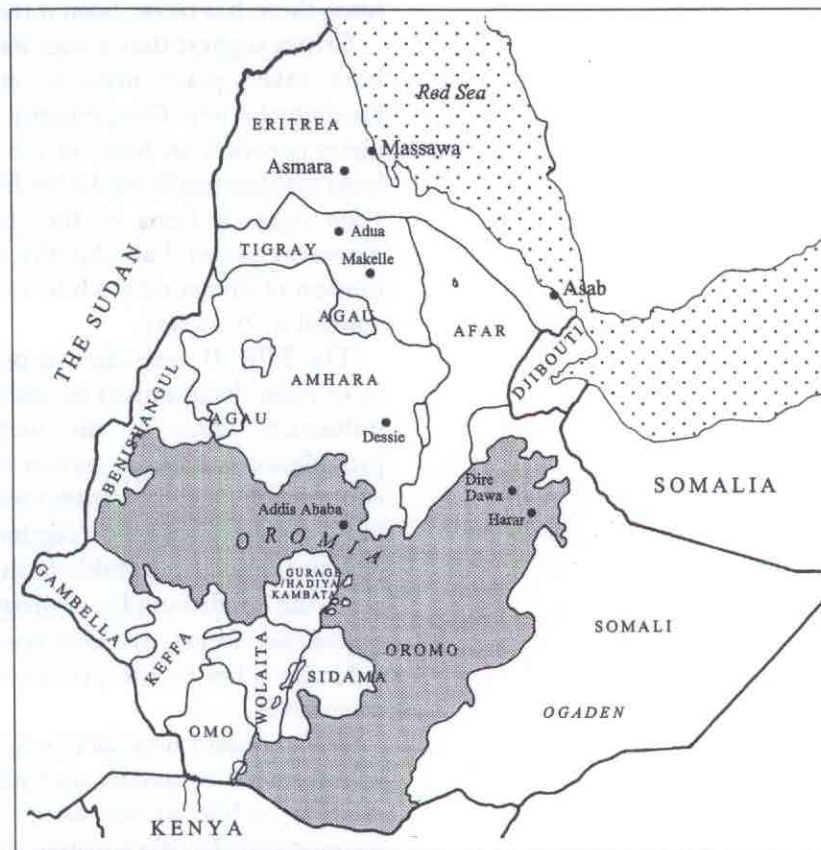 Red Sea
ERITREA
Massawa
Asmara
Adua
TIGRAY
Makelle
THE SUDAN
Asab
AGAU
AFAR
DJIBOUTI
AMHARA
BENISHANGUL
AGAU
Dessie
SOMALIA
Dire
Dawa
Addis Ababa
Harar
OROMIA
GURAGE
/HADIYA
KAMBATA
GAMBELLA
SOMALI
KEFFA
WOLAITA
OROMO
SIDAMA
OGADEN
OMO
KENYA